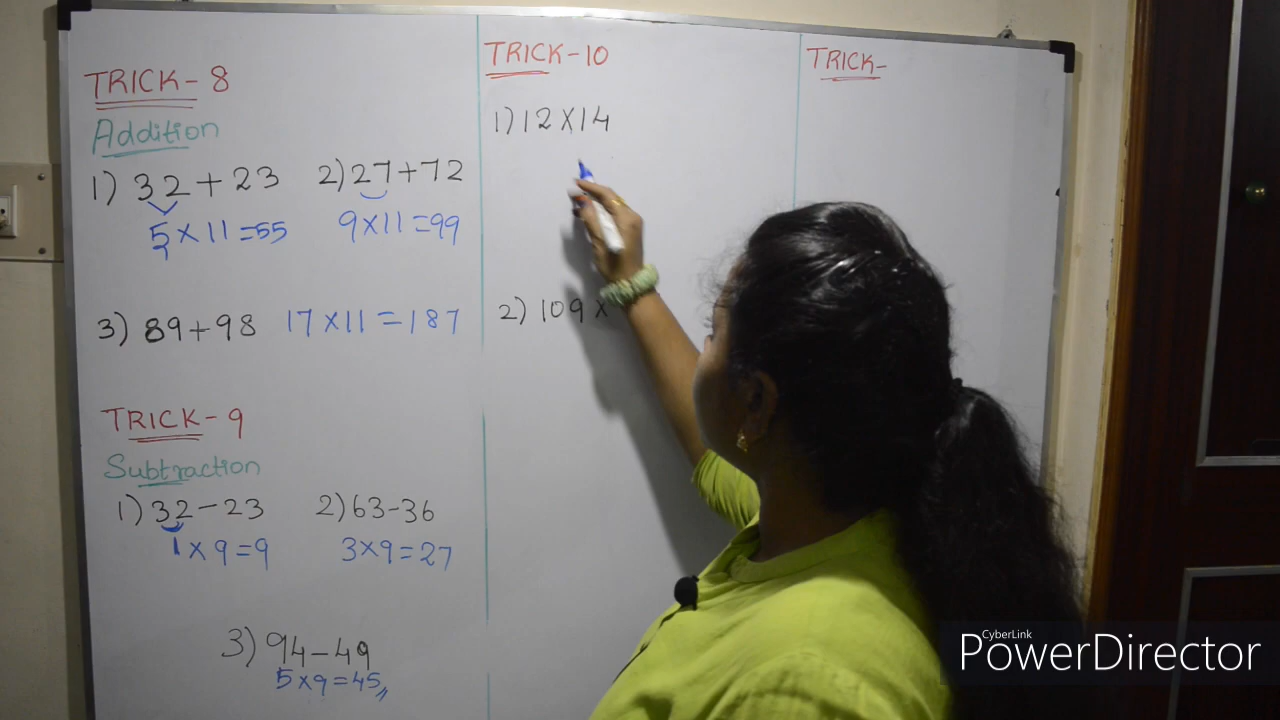 TRICK-8
Addition
1) 32+23 2) 27+72
5×11=55 9×11=99
3) 89+98 17×11=187
TRICK-9
Subtraction
1) 32-23 2) 63-36
1×9=9 3×9=27
3) 94-49
5×9=45
TRICK-10
1) 12×14
2) 109×
TRICK-
CyberLink
PowerDirector